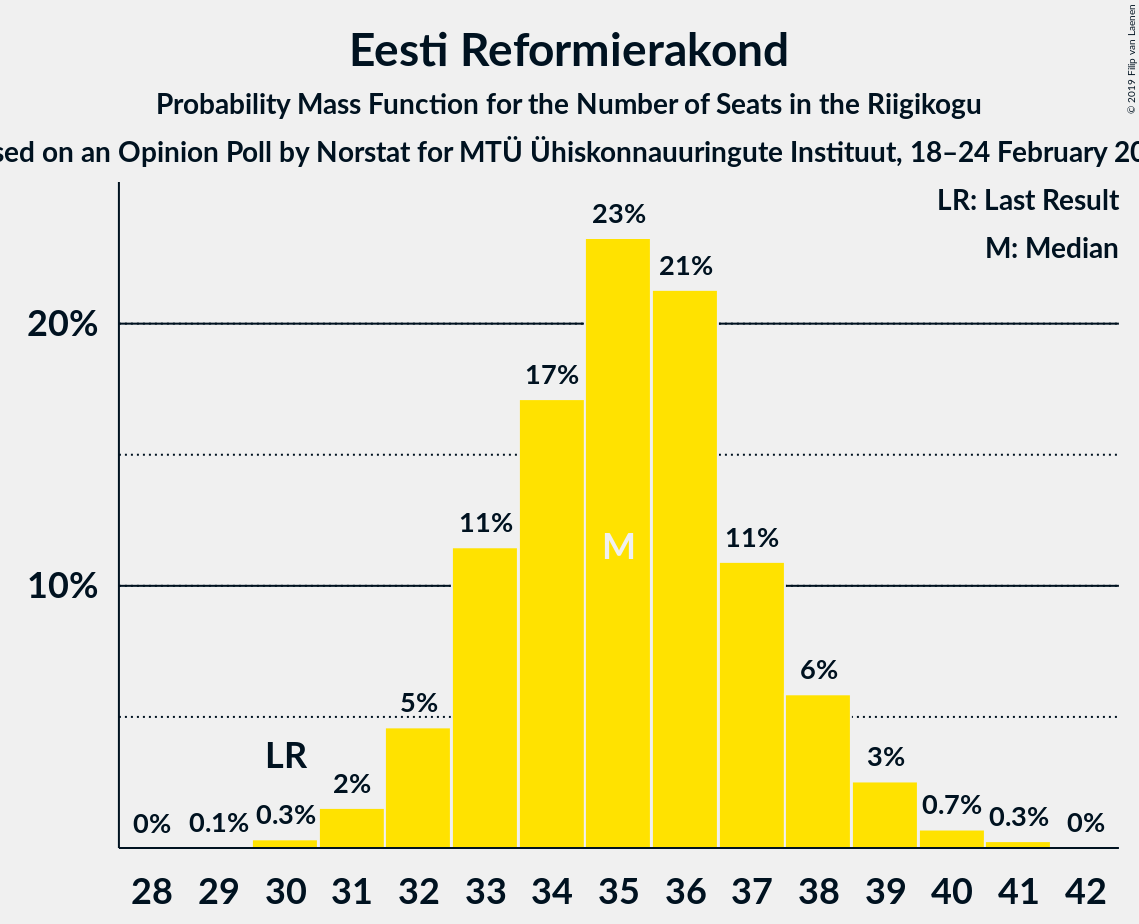 Eesti Reformierakond
Probability Mass Function for the Number of Seats in the Riigikogu
on an Opinion Poll by Norstat for MTÜ Ühiskonnauuringute Instituut, 18–24 February
© 2019 Filip van Laenen
LR: Last Result
M: Median
20%
10%
0% 0.1% 0.3% 2% 5% 11% 17% 23% 21% 11% 6% 3% 0.7% 0.3% 0%
LR
M
28 29 30 31 32 33 34 35 36 37 38 39 40 41 42